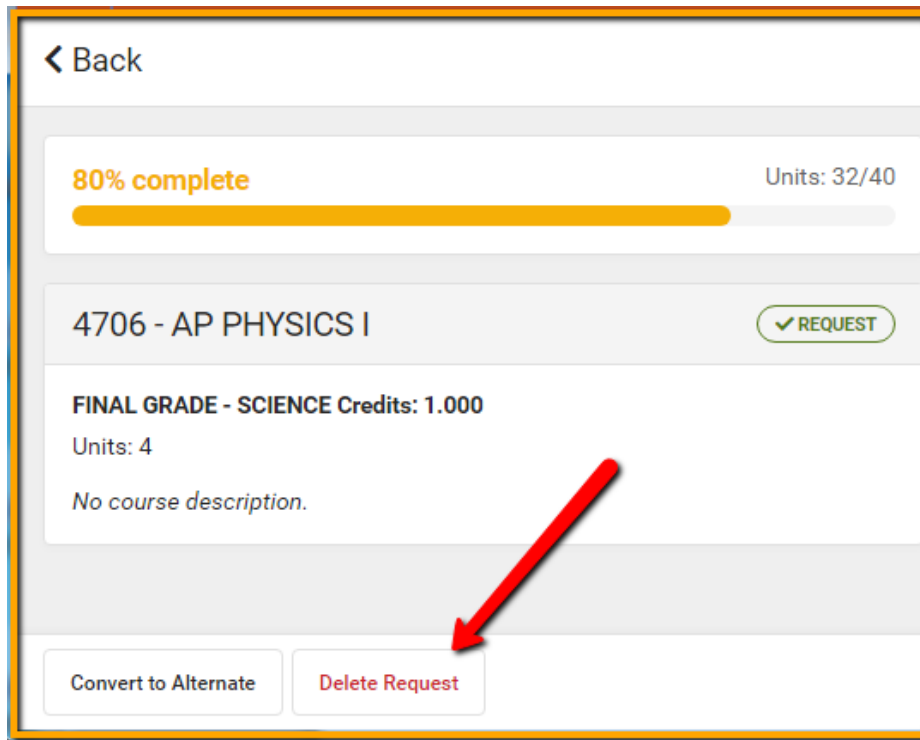 Back
80% complete
Units: 32/40
4706 - AP PHYSICS I
REQUEST
FINAL GRADE - SCIENCE Credits: 1.000
Units: 4
No course description.
Convert to Alternate
Delete Request